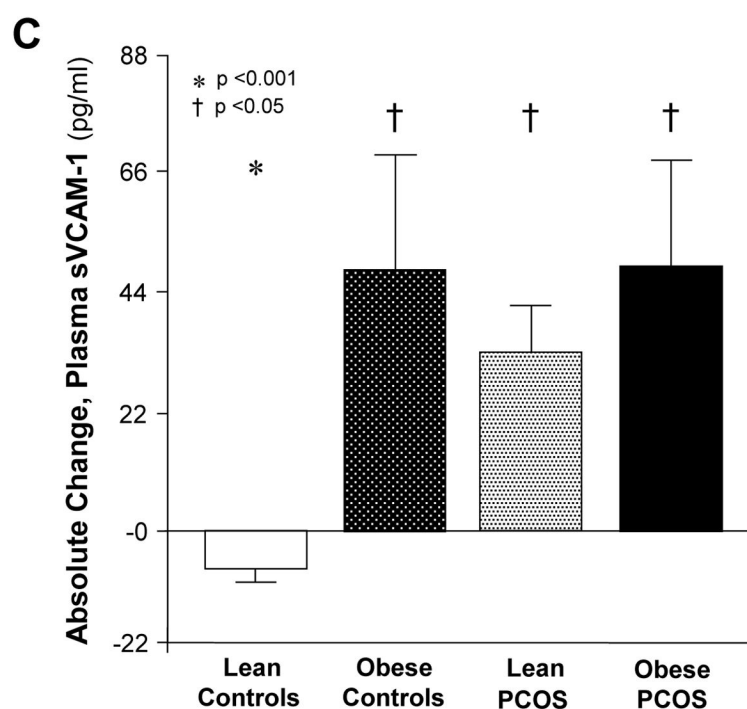 C
88
66
44
22
-0
-22
Absolute Change, Plasma sVCAM-1 (pg/ml)
* p <0.001
† p <0.05
*
†
†
†
Lean
Controls
Obese
Controls
Lean
PCOS
Obese
PCOS